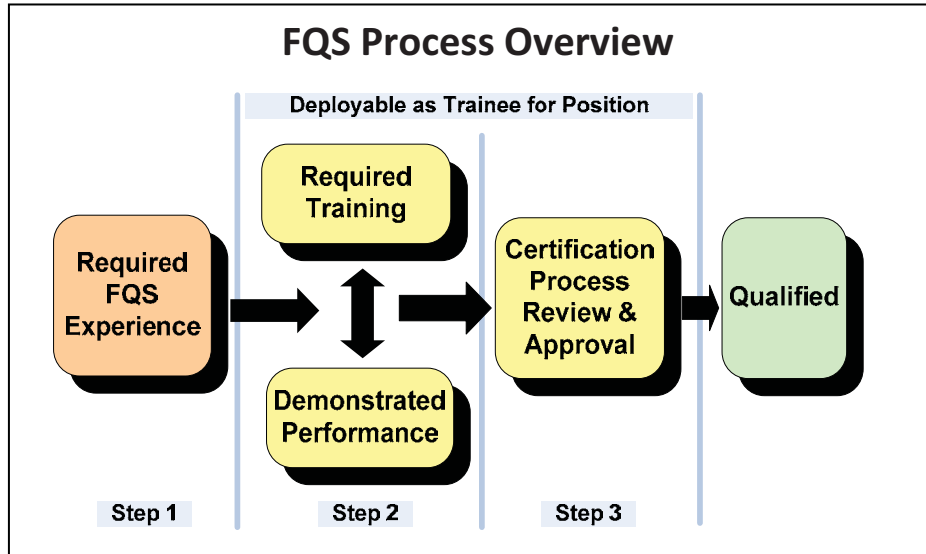 FQS Process Overview
Deployable as Trainee for Position
Required
FQS
Experience
Required
Training
Demonstrated
Performance
Certification
Process
Review &
Approval
Qualified
Step 1
Step 2
Step 3